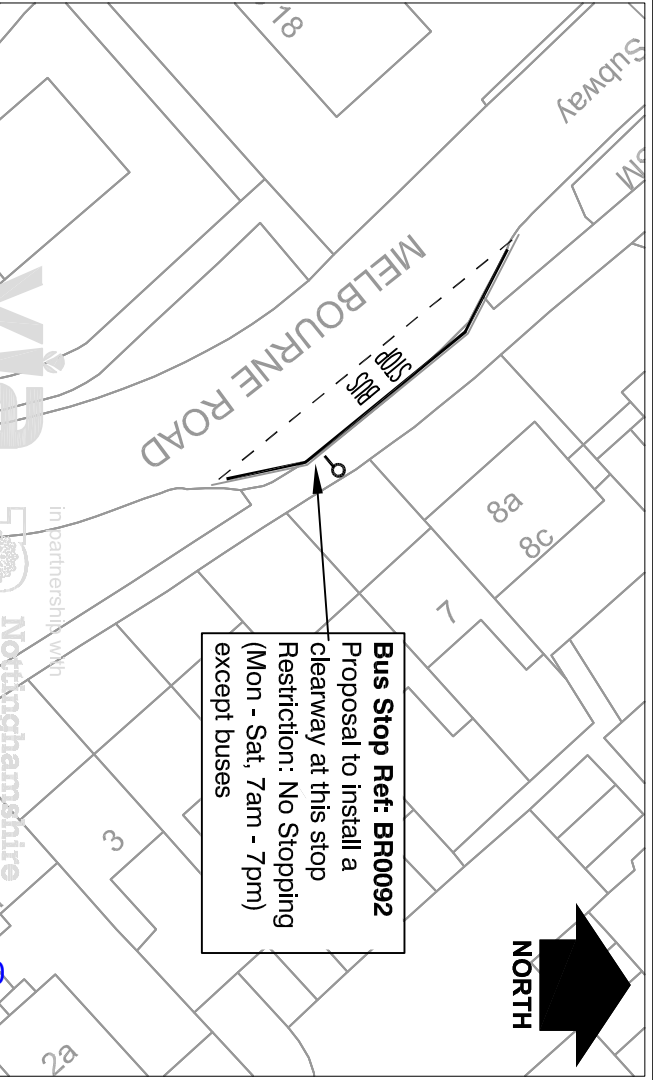 18
Subway
MELBOURNE ROAD
BUS
STOP
8a
8c
7
3
2a
Bus Stop Ref: BR0092
Proposal to install a
clearway at this stop
Restriction: No Stopping
(Mon - Sat, 7am - 7pm)
except buses
NORTH
in partnership with
Nottinghamshire